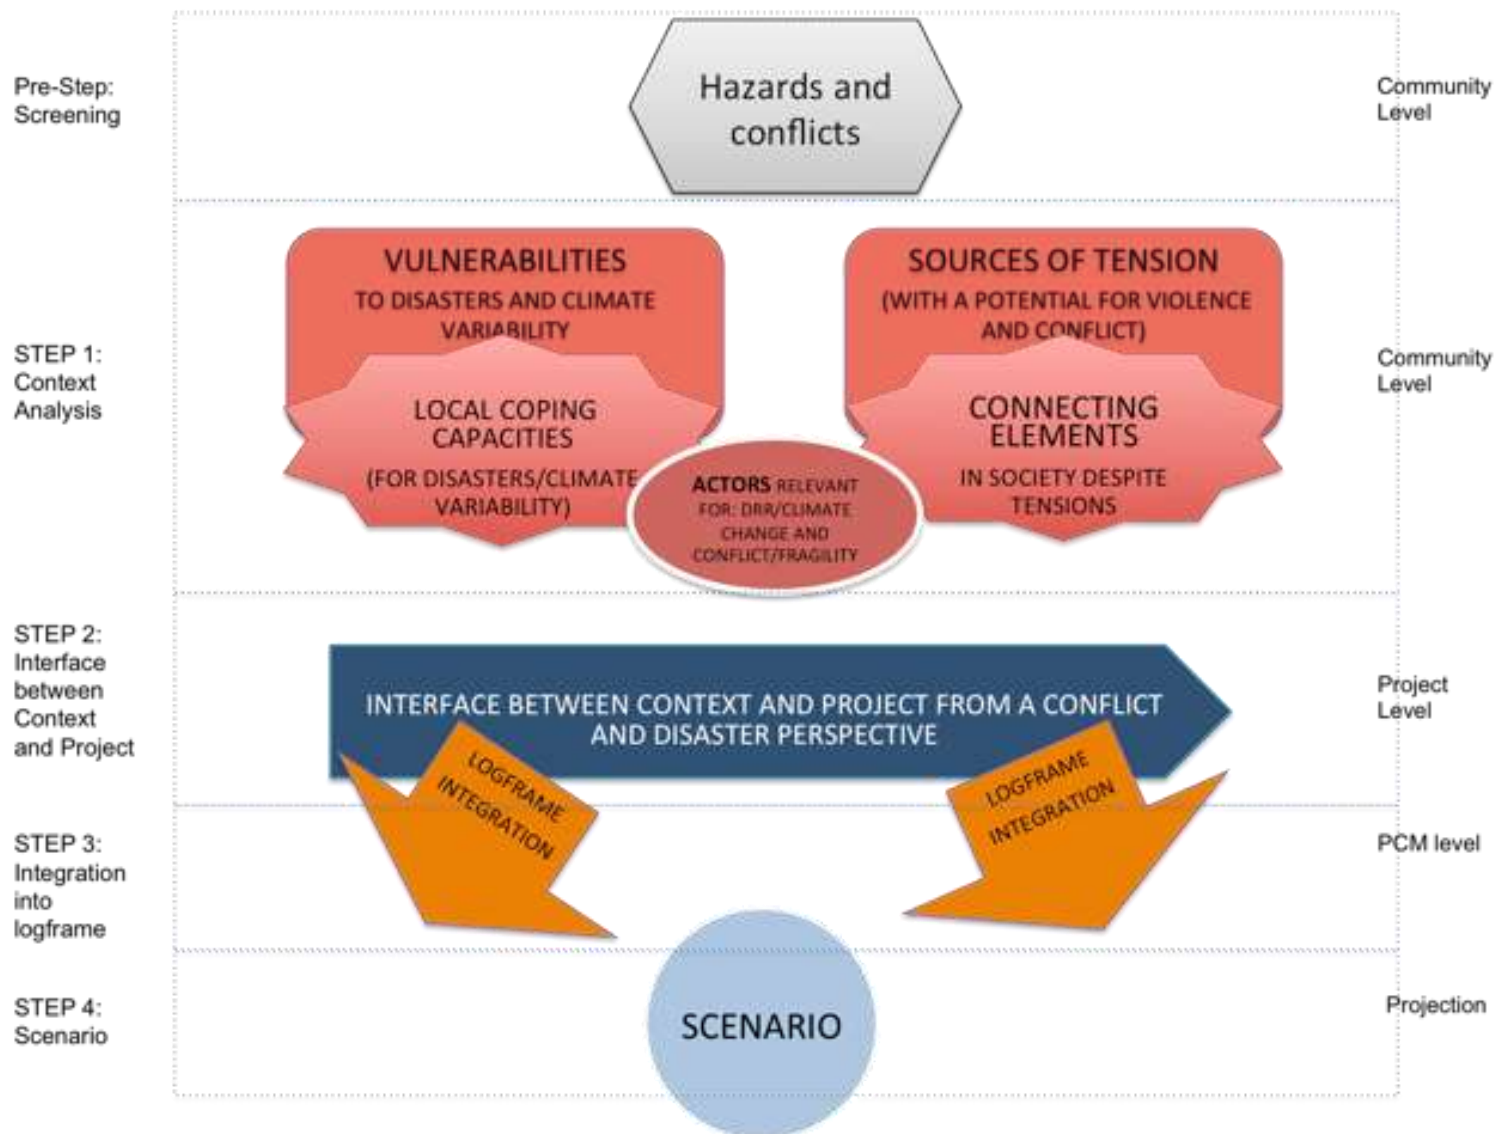 Pre-Step:
Screening
Hazards and
conflicts
Community
Level
STEP 1:
Context
Analysis
VULNERABILITIES
TO DISASTERS AND CLIMATE
VARIABILITY
LOCAL COPING
CAPACITIES
(FOR DISASTERS/CLIMATE
VARIABILITY)
SOURCES OF TENSION
(WITH A POTENTIAL FOR VIOLENCE
AND CONFLICT)
CONNECTING
ELEMENTS
IN SOCIETY DESPITE
TENSIONS
ACTORS RELEVANT
FOR: DRR/CLIMATE
CHANGE AND
CONFLICT/FRAGILITY
Community
Level
STEP 2:
Interface
between
Context
and Project
INTERFACE BETWEEN CONTEXT AND PROJECT FROM A CONFLICT
AND DISASTER PERSPECTIVE
Project
Level
LOGFRAME
INTEGRATION
LOGFRAME
INTEGRATION
STEP 3:
Integration
into
logframe
PCM level
STEP 4:
Scenario
SCENARIO
Projection